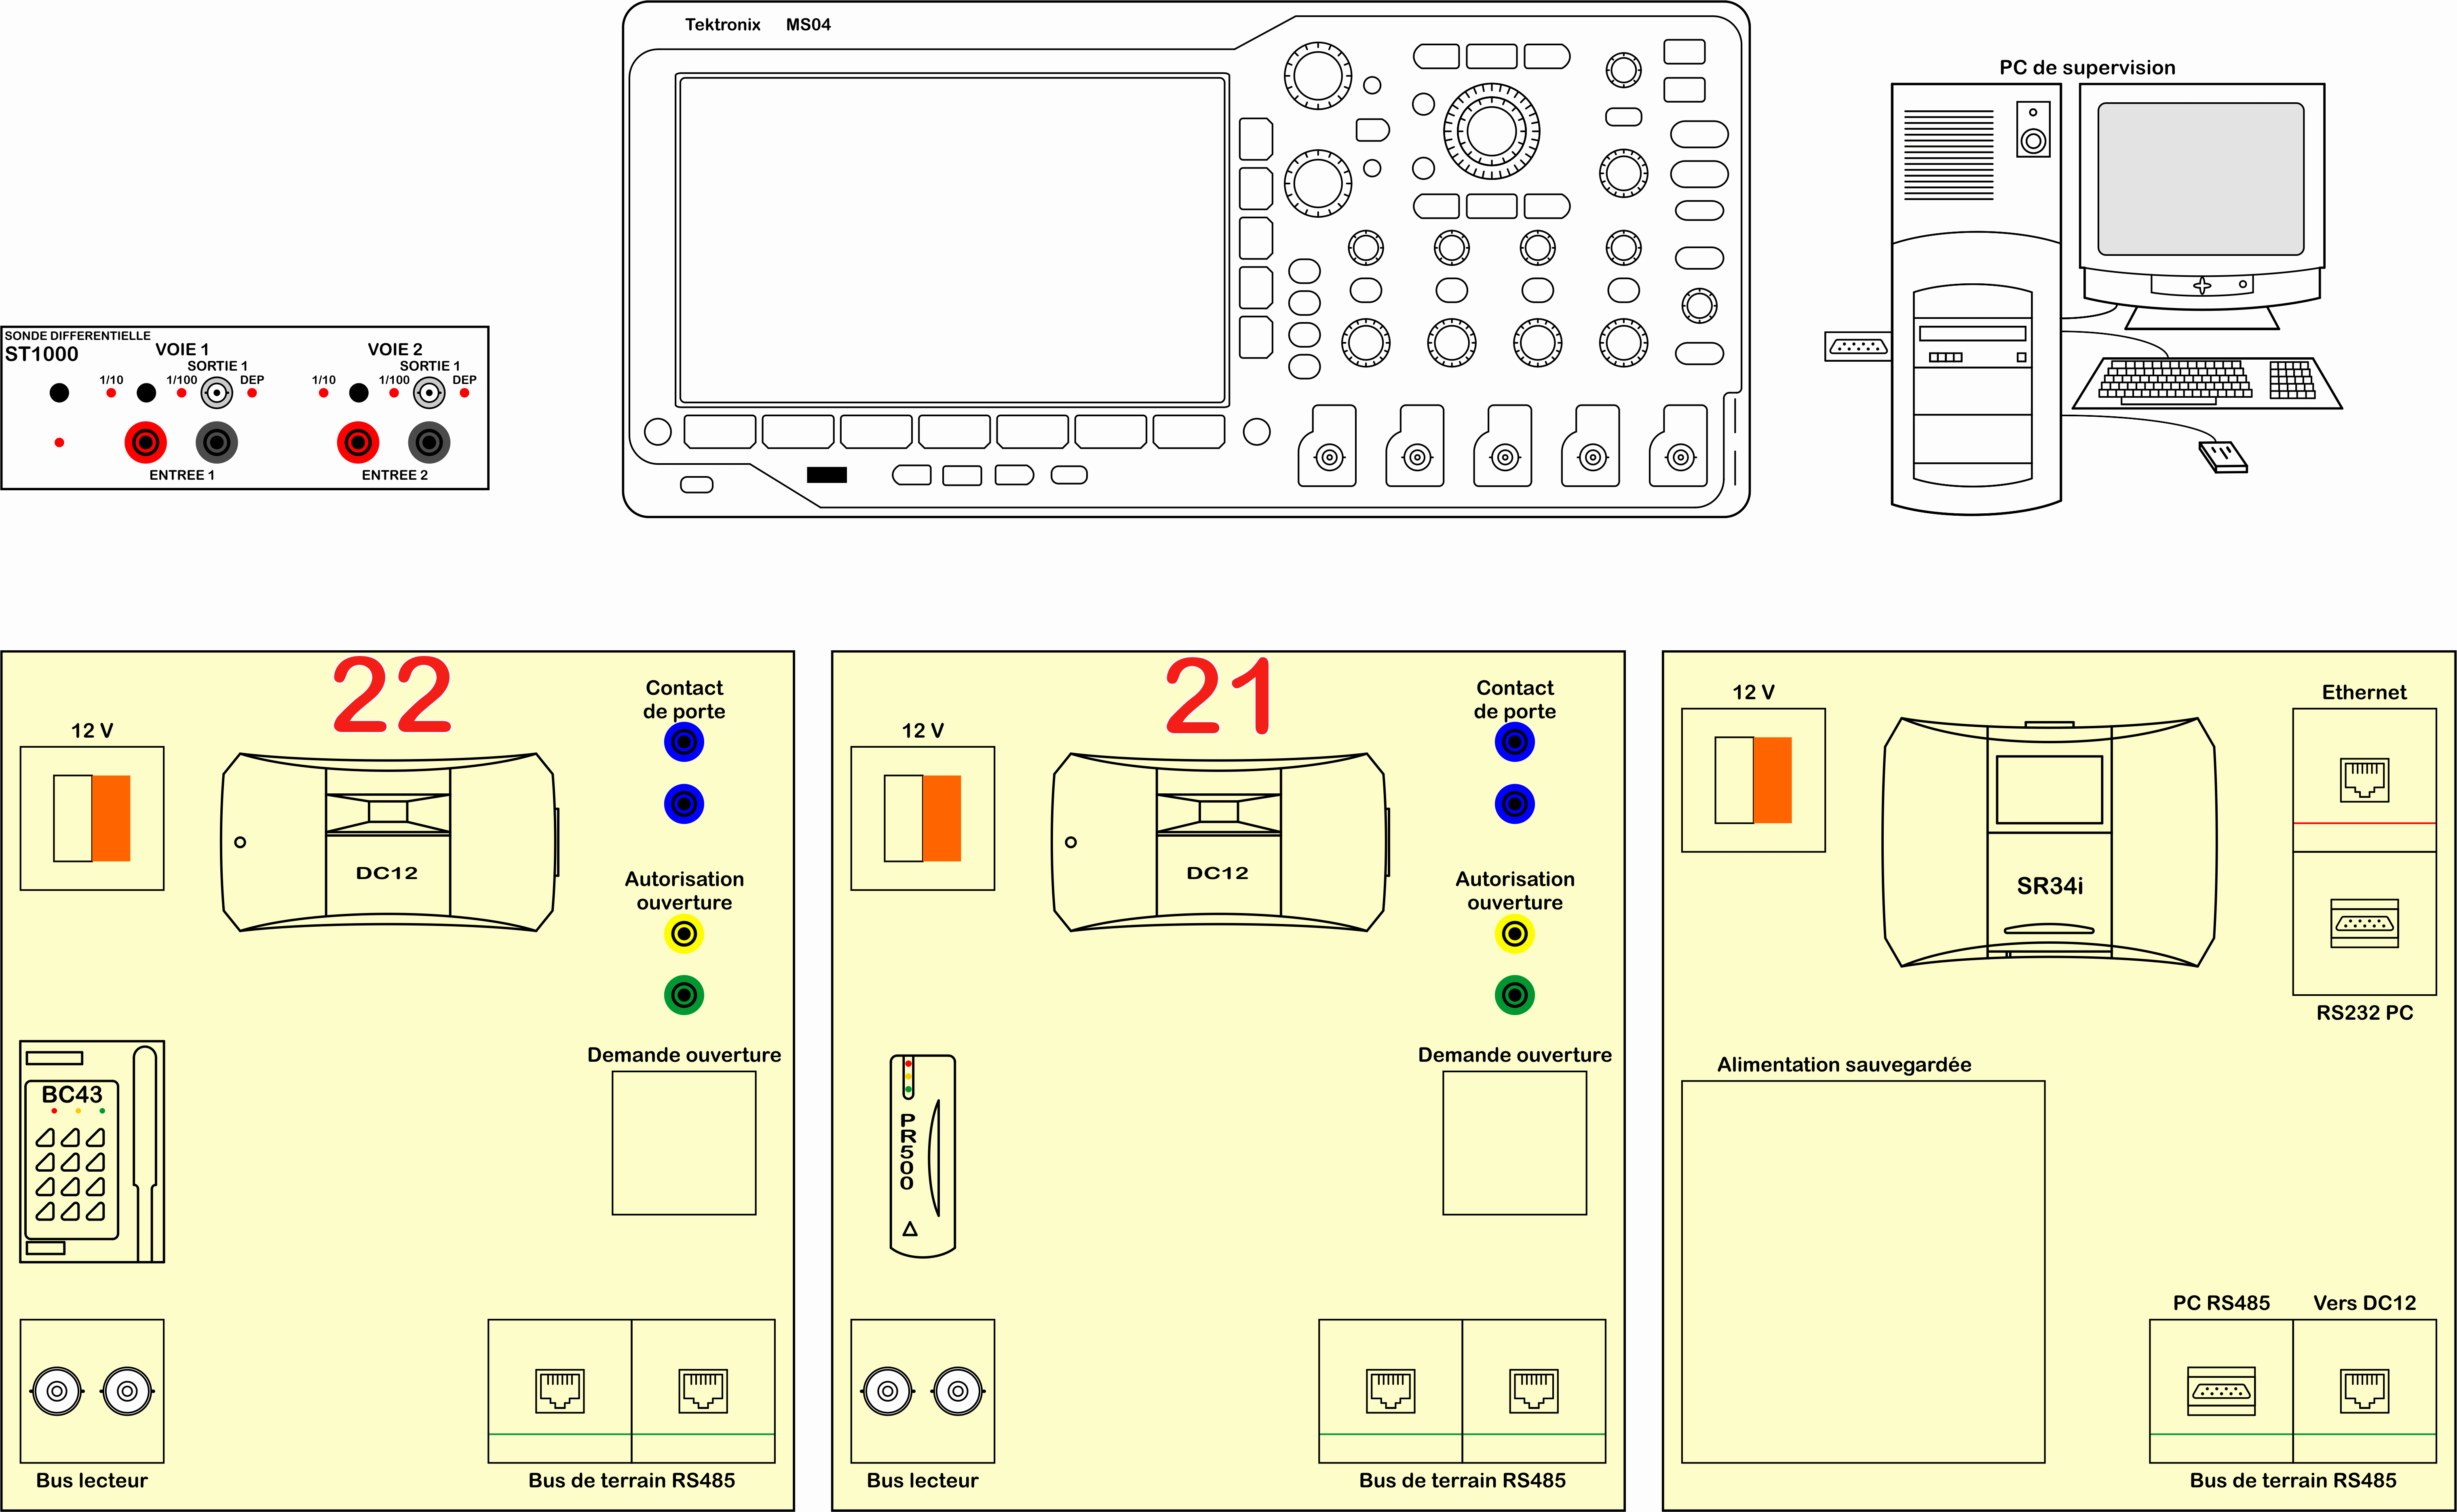 Tektronix MS04
PC de supervision
SONDE DIFFERENTIELLE
ST1000
VOIE 1
VOIE 2
SORTIE 1
SORTIE 1
1/10
1/100
DEP
1/10
1/100
DEP
ENTREE 1
ENTREE 2
22
Contact
de porte
12 V
DC12
Autorisation
ouverture
Demande ouverture
BC43
Bus lecteur
Bus de terrain RS485
21
Contact
de porte
12 V
DC12
Autorisation
ouverture
Demande ouverture
P
R
5
0
0
Bus lecteur
Bus de terrain RS485
12 V
Ethernet
SR34i
RS232 PC
Alimentation sauvegardée
PC RS485
Vers DC12
Bus de terrain RS485